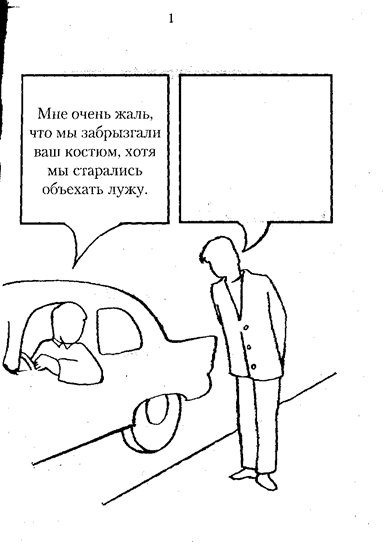 1
Мне очень жаль,
что мы забрызгали
ваш костюм, хотя
мы старались
объехать лужу.